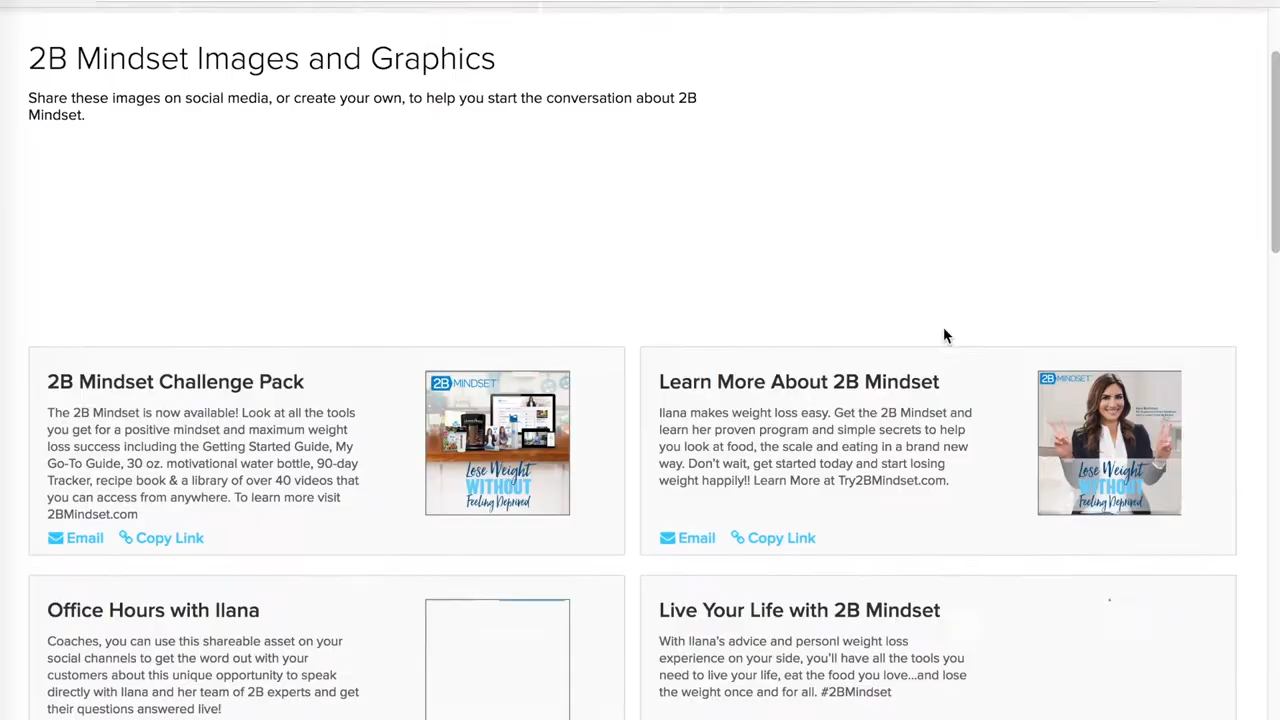 2B Mindset Images and Graphics
Share these images on social media, or create your own, to help you start the conversation about 2B
Mindset.
2B Mindset Challenge Pack
The 2B Mindset is now available! Look at all the tools
you get for a positive mindset and maximum weight
loss success including the Getting Started Guide, My
Go-To Guide, 30 oz. motivational water bottle, 90-day
Tracker, recipe book & a library of over 40 videos that
you can access from anywhere. To learn more visit
2BMindset.com
Email Copy Link
2B MINDSET
Lose Weight
WITHOUT
Feeling Deprived
Learn More About 2B Mindset
Ilana makes weight loss easy. Get the 2B Mindset and
learn her proven program and simple secrets to help
you look at food, the scale and eating in a brand new
way. Don't wait, get started today and start losing
weight happily!! Learn More at Try2BMindset.com.
Email Copy Link
2B MINDSET
Lose Weight
WITHOUT
Feeling Deprived
Office Hours with Ilana
Coaches, you can use this shareable asset on your
social channels to get the word out with your
customers about this unique opportunity to speak
directly with Ilana and her team of 2B experts and get
their questions answered live!
Live Your Life with 2B Mindset
With Ilana's advice and personl weight loss
experience on your side, you'll have all the tools you
need to live your life, eat the food you love...and lose
the weight once and for all. #2BMindset